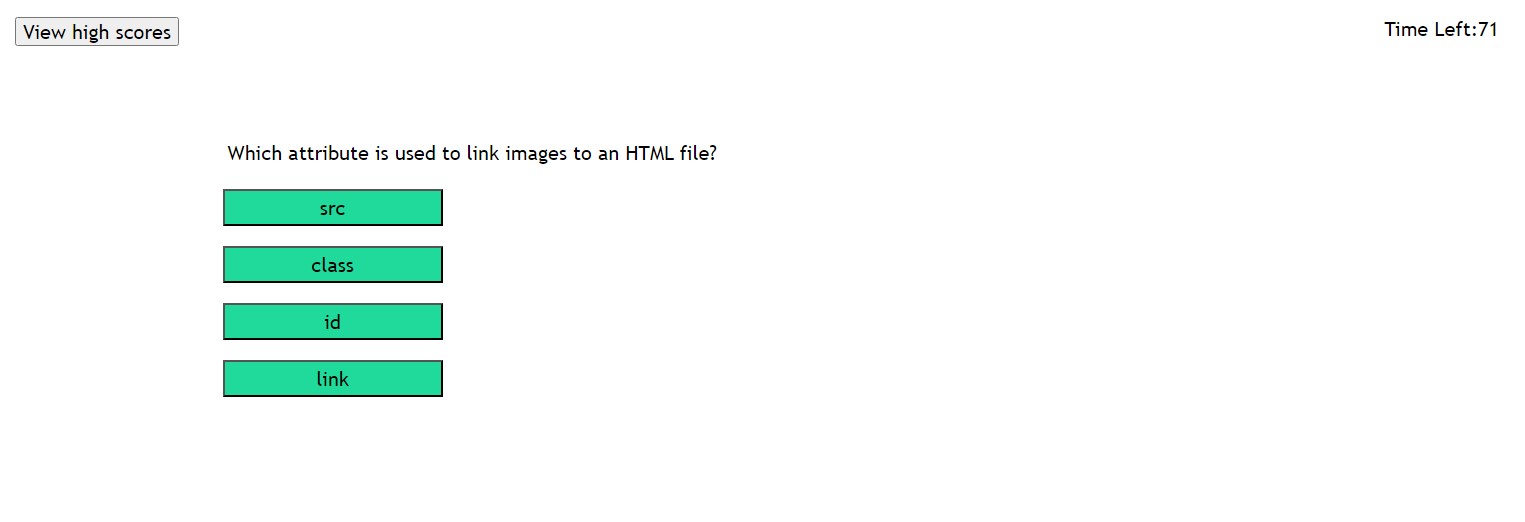 View high scores
Time Left:71
Which attribute is used to link images to an HTML file?
src
class
id
link